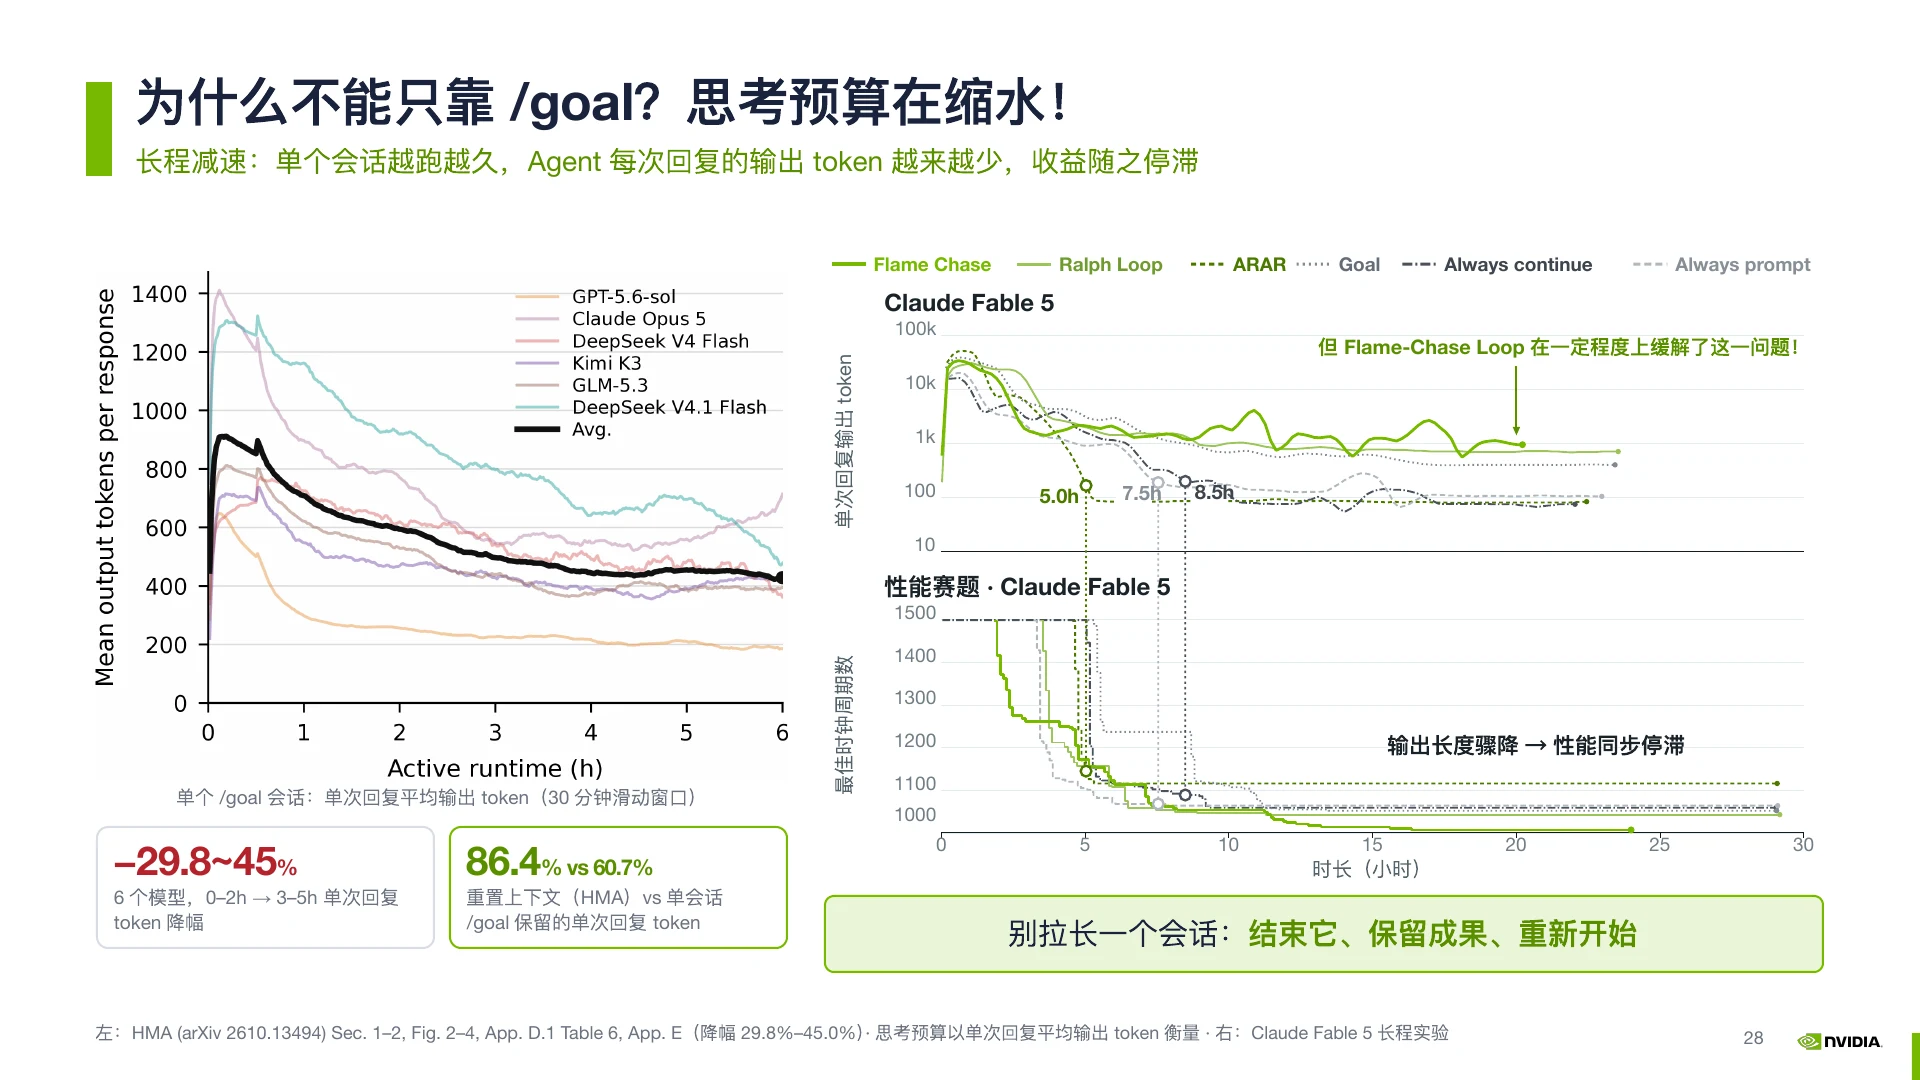 为什么不能只靠 /goal？思考预算在缩水！
长程减速：单个会话越跑越久，Agent 每次回复的输出 token 越来越少，收益随之停滞
Mean output tokens per response
1400
1200
1000
800
600
400
200
0
GPT-5.6-sol
Claude Opus 5
DeepSeek V4 Flash
Kimi K3
GLM-5.3
DeepSeek V4.1 Flash
Avg.
0 1 2 3 4 5 6
Active runtime (h)
单个 /goal 会话：单次回复平均输出 token（30 分钟滑动窗口）
−29.8~45%
6 个模型，0–2h → 3–5h 单次回复
token 降幅
86.4% vs 60.7%
重置上下文（HMA）vs 单会话
/goal 保留的单次回复 token
Flame Chase Ralph Loop ARAR Goal Always continue Always prompt
Claude Fable 5
单次回复输出 token
100k
10k
1k
100
10
但 Flame-Chase Loop 在一定程度上缓解了这一问题！
5.0h 7.5h 8.5h
性能赛题 · Claude Fable 5
最佳时钟周期数
1500
1400
1300
1200
1100
1000
输出长度骤降 → 性能同步停滞
0 5 10 15 20 25 30
时长（小时）
别拉长一个会话：结束它、保留成果、重新开始
左：HMA (arXiv 2610.13494) Sec. 1–2, Fig. 2–4, App. D.1 Table 6, App. E（降幅 29.8%–45.0%）· 思考预算以单次回复平均输出 token 衡量 · 右：Claude Fable 5 长程实验
28
NVIDIA